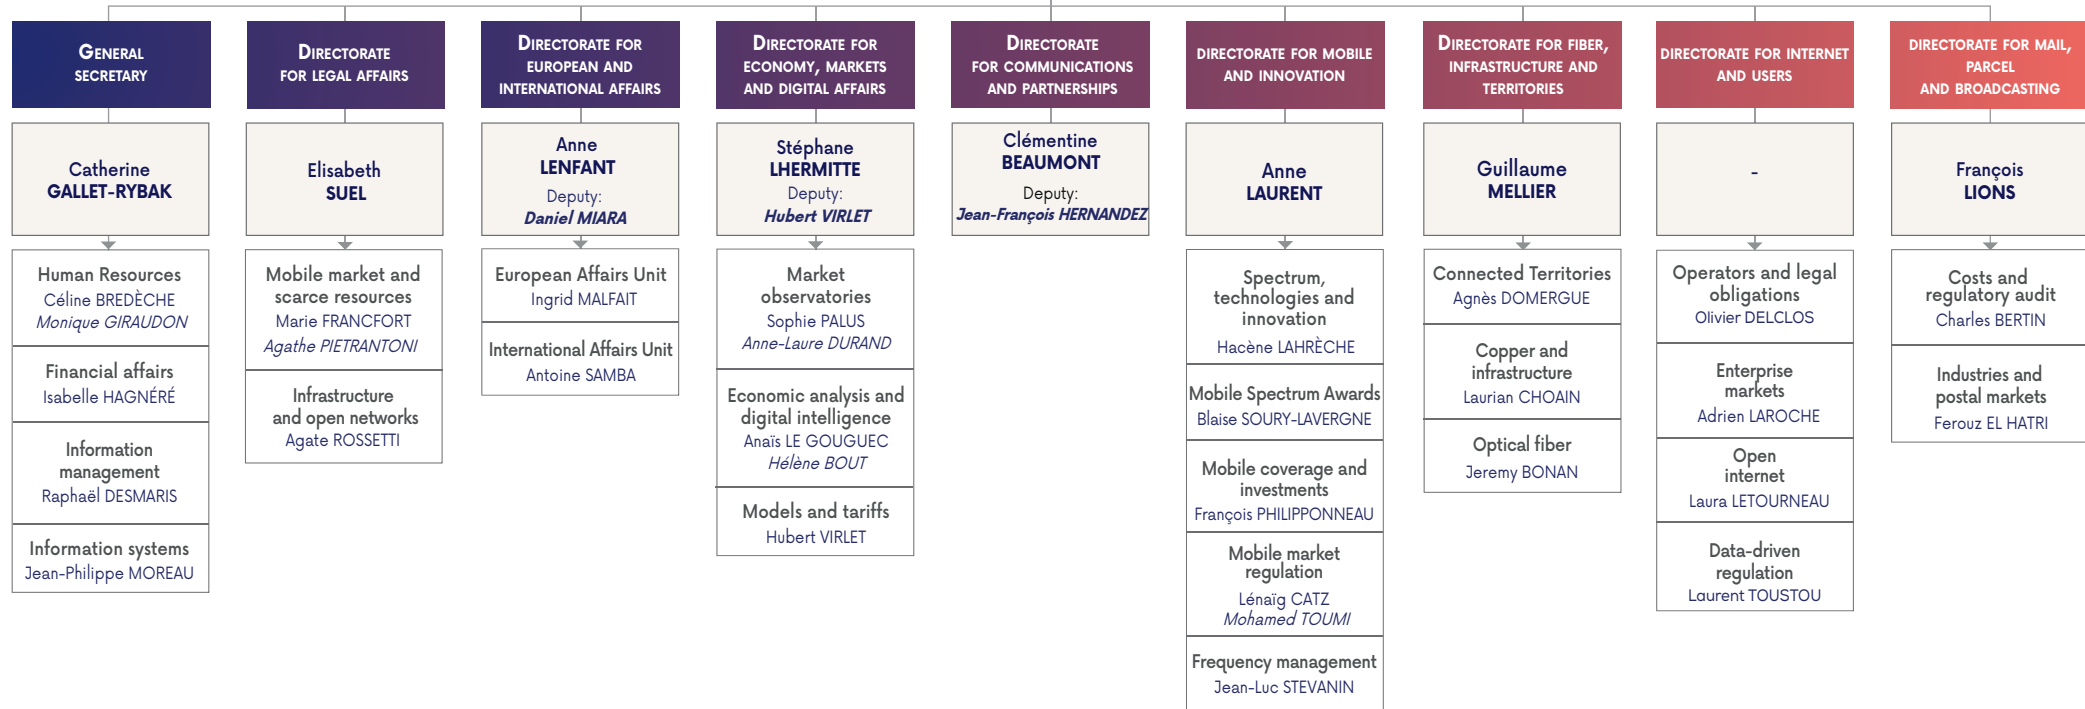 General
secretary
Catherine
GALLET-RYBAK
Human Resources
Céline BREDÈCHE
Monique GIRAUDON
Financial affairs
Isabelle HAGNÉRÉ
Information
management
Raphaël DESMARIS
Information systems
Jean-Philippe MOREAU
Directorate
for legal affairs
Elisabeth
SUEL
Mobile market and
scarce resources
Marie FRANCFORT
Agathe PIETRANTONI
Infrastructure
and open networks
Agate ROSSETTI
Directorate for
european and
international affairs
Anne
LENFANT
Deputy:
Daniel MIARA
European Affairs Unit
Ingrid MALFAIT
International Affairs Unit
Antoine SAMBA
Directorate for
economy, markets
and digital affairs
Stéphane
LHERMITTE
Deputy:
Hubert VIRLET
Market
observatories
Sophie PALUS
Anne-Laure DURAND
Economic analysis and
digital intelligence
Anaïs LE GOUGUEC
Hélène BOUT
Models and tariffs
Hubert VIRLET
Directorate
for communications
and partnerships
Clémentine
BEAUMONT
Deputy:
Jean-François HERNANDEZ
directorate for mobile
and innovation
Anne
LAURENT
Spectrum,
technologies and
innovation
Hacène LAHRÈCHE
Mobile Spectrum Awards
Blaise SOURY-LAVERGNE
Mobile coverage and
investments
François PHILIPPONNEAU
Mobile market
regulation
Lénaïg CATZ
Mohamed TOUMI
Frequency management
Jean-Luc STEVANIN
Directorate for fiber,
infrastructure and
territories
Guillaume
MELLIER
Connected Territories
Agnès DOMERGUE
Copper and
infrastructure
Laurian CHOAIN
Optical fiber
Jeremy BONAN
directorate for internet
and users
-
Operators and legal
obligations
Olivier DELCLOS
Enterprise
markets
Adrien LAROCHE
Open
internet
Laura LETOURNEAU
Data-driven
regulation
Laurent TOUSTOU
directorate for mail,
parcel
and broadcasting
François
LIONS
Costs and
regulatory audit
Charles BERTIN
Industries and
postal markets
Ferouz EL HATRI